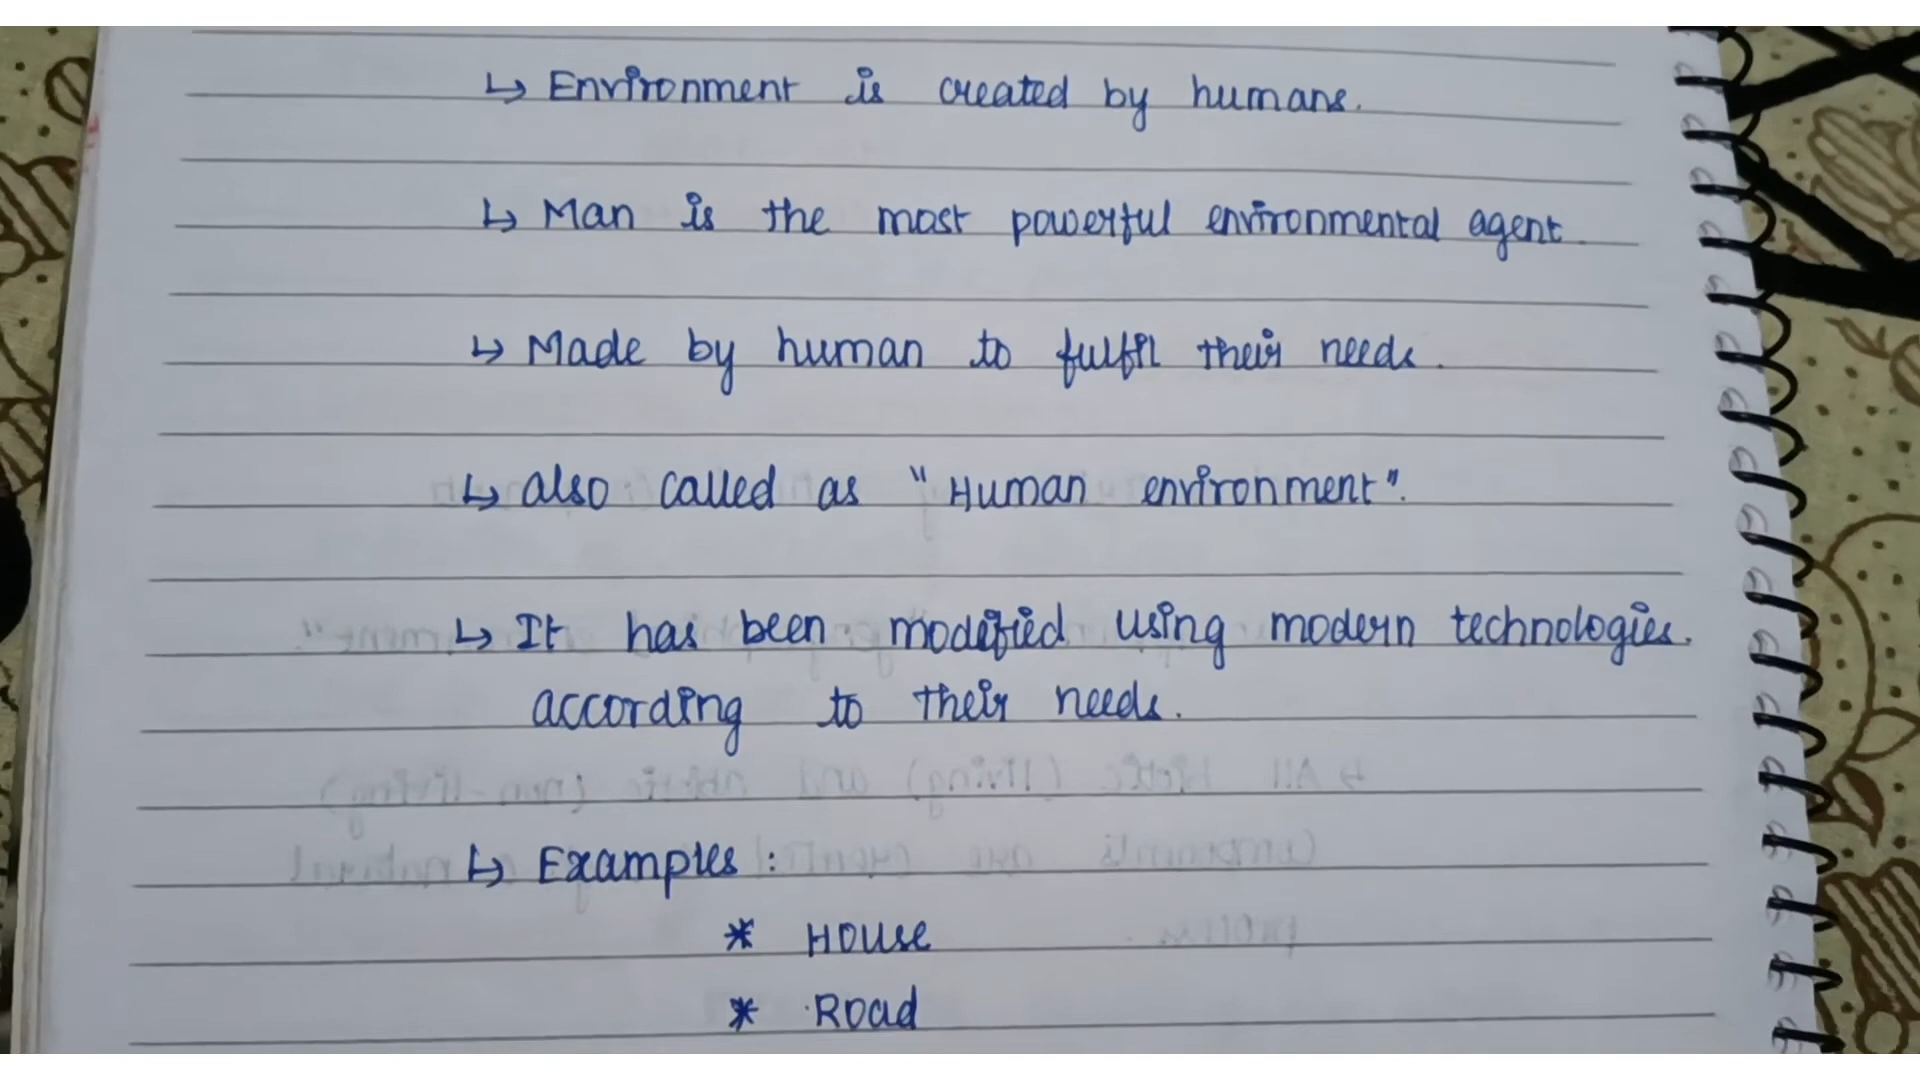 ↳ Environment is created by humans.
↳ Man is the most powerful environmental agent.
↳ Made by human to fulfil their needs.
↳ also called as "Human environment".
↳ It has been modified using modern technologies.
according to their needs.
↳ Examples :
* House
* Road